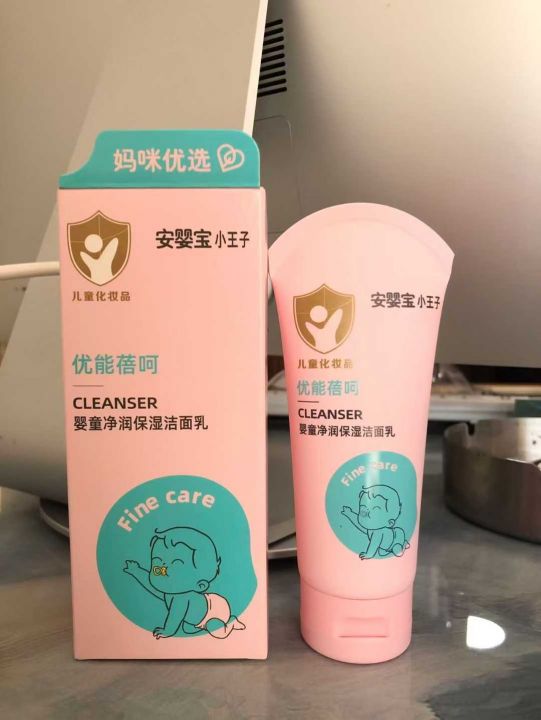 妈咪优选
安婴宝小王子
儿童化妆品
优能蓓呵
CLEANSER
婴童净润保湿洁面乳
Fine care
安婴宝小王子
儿童化妆品
优能蓓呵
CLEANSER
婴童净润保湿洁面乳
Fine care